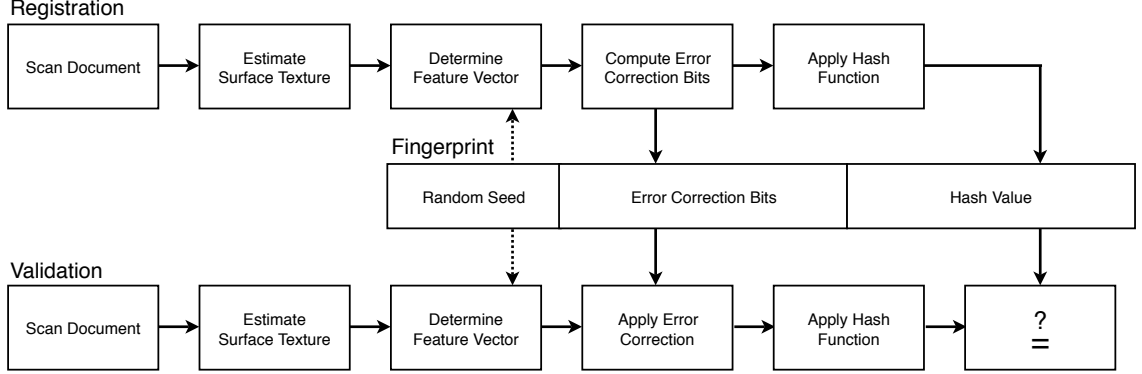 Registration
Scan Document
Estimate
Surface Texture
Determine
Feature Vector
Compute Error
Correction Bits
Apply Hash
Function
Fingerprint
Random Seed
Error Correction Bits
Hash Value
Validation
Scan Document
Estimate
Surface Texture
Determine
Feature Vector
Apply Error
Correction
Apply Hash
Function
?
=